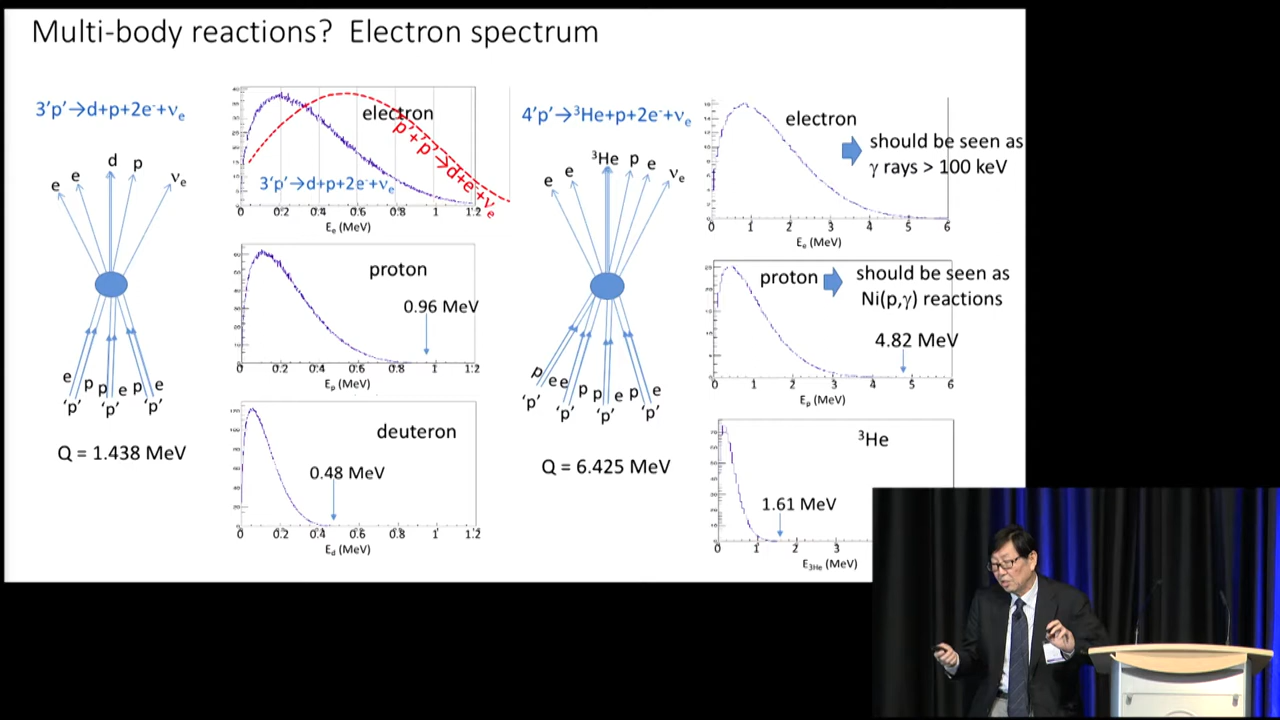 Multi-body reactions? Electron spectrum
3'p'→d+p+2e⁻+νₑ
e e d p νₑ
e p p e p e
'p' 'p' 'p'
Q = 1.438 MeV
electron
p'+'p'→d+e⁻+νₑ
3'p'→d+p+2e⁻+νₑ
0 0.2 0.4 0.6 0.8 1 1.2
Eₑ (MeV)
proton
0.96 MeV
0 0.2 0.4 0.6 0.8 1 1.2
Eₚ (MeV)
deuteron
0.48 MeV
0 0.2 0.4 0.6 0.8 1 1.2
E_d (MeV)
4'p'→³He+p+2e⁻+νₑ
e e ³He p e νₑ
p e e p p e p e
'p' 'p' 'p' 'p'
Q = 6.425 MeV
electron
should be seen as
γ rays > 100 keV
0 1 2 3 4 5 6
Eₑ (MeV)
proton
should be seen as
Ni(p,γ) reactions
4.82 MeV
0 1 2 3 4 5 6
Eₚ (MeV)
³He
1.61 MeV
0 1 2 3
E₃Hₑ (MeV)